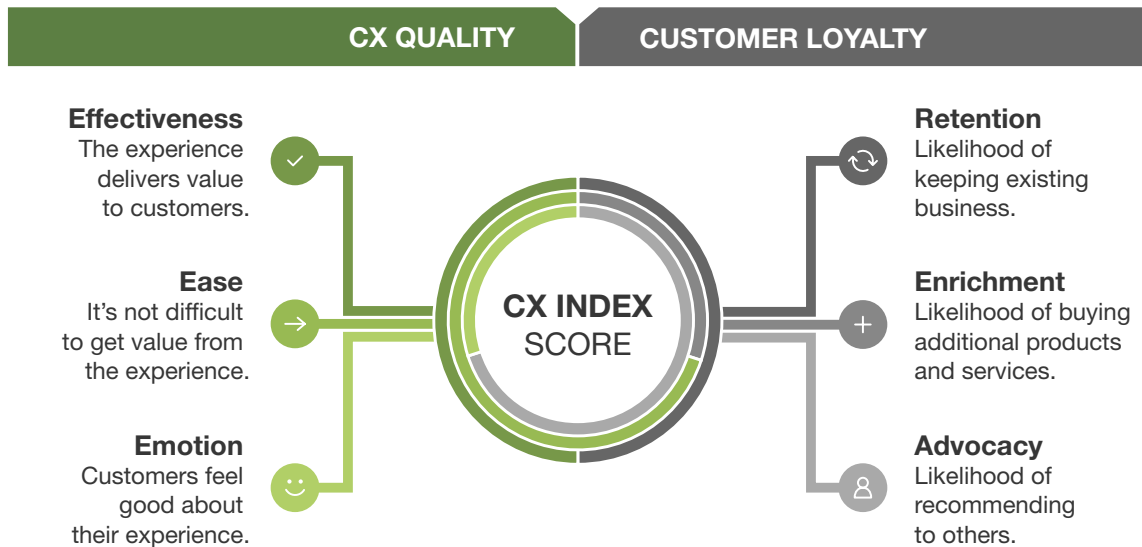 CX QUALITY
CUSTOMER LOYALTY
Effectiveness
The experience
delivers value
to customers.
Ease
It’s not difficult
to get value from
the experience.
Emotion
Customers feel
good about
their experience.
CX INDEX
SCORE
Retention
Likelihood of
keeping existing
business.
Enrichment
Likelihood of buying
additional products
and services.
Advocacy
Likelihood of
recommending
to others.